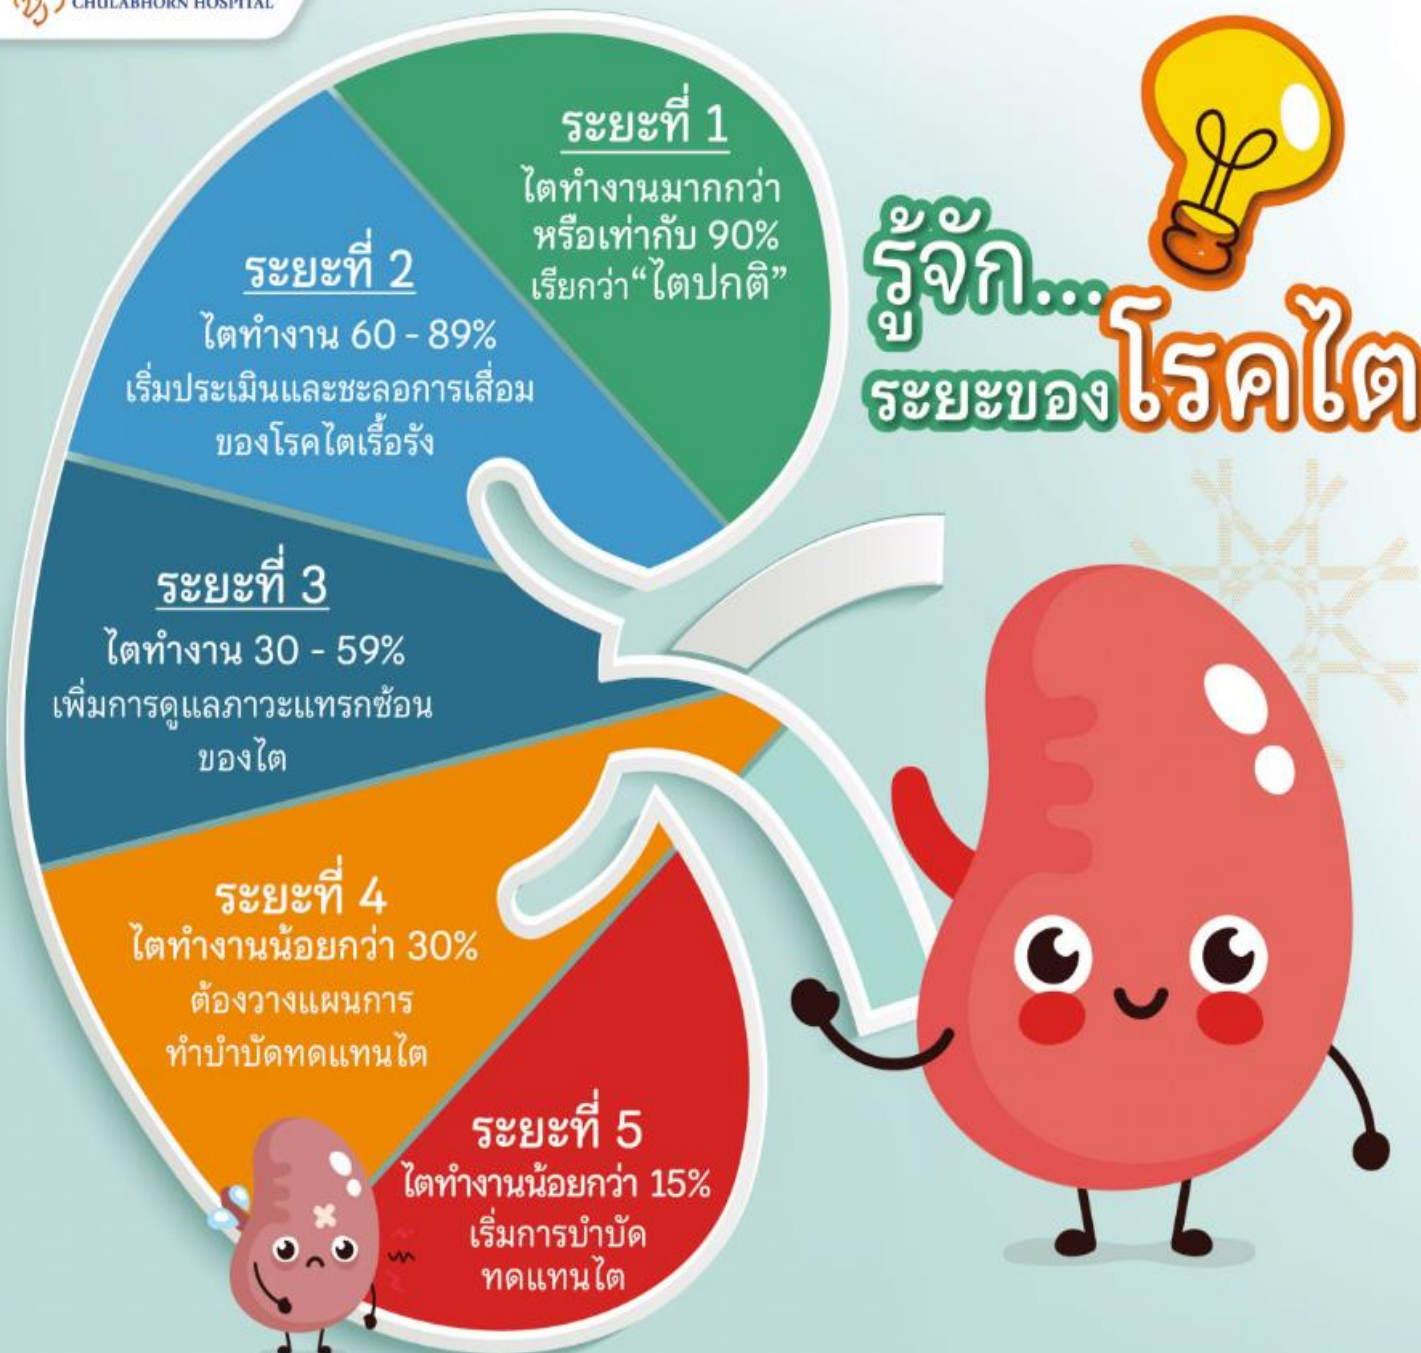 CHULABHORN HOSPITAL
รู้จัก...
ระยะของโรคไต
ระยะที่ 1
ไตทำงานมากกว่า
หรือเท่ากับ 90%
เรียกว่า“ไตปกติ”
ระยะที่ 2
ไตทำงาน 60 - 89%
เริ่มประเมินและชะลอการเสื่อม
ของโรคไตเรื้อรัง
ระยะที่ 3
ไตทำงาน 30 - 59%
เพิ่มการดูแลภาวะแทรกซ้อน
ของไต
ระยะที่ 4
ไตทำงานน้อยกว่า 30%
ต้องวางแผนการ
ทำบำบัดทดแทนไต
ระยะที่ 5
ไตทำงานน้อยกว่า 15%
เริ่มการบำบัด
ทดแทนไต